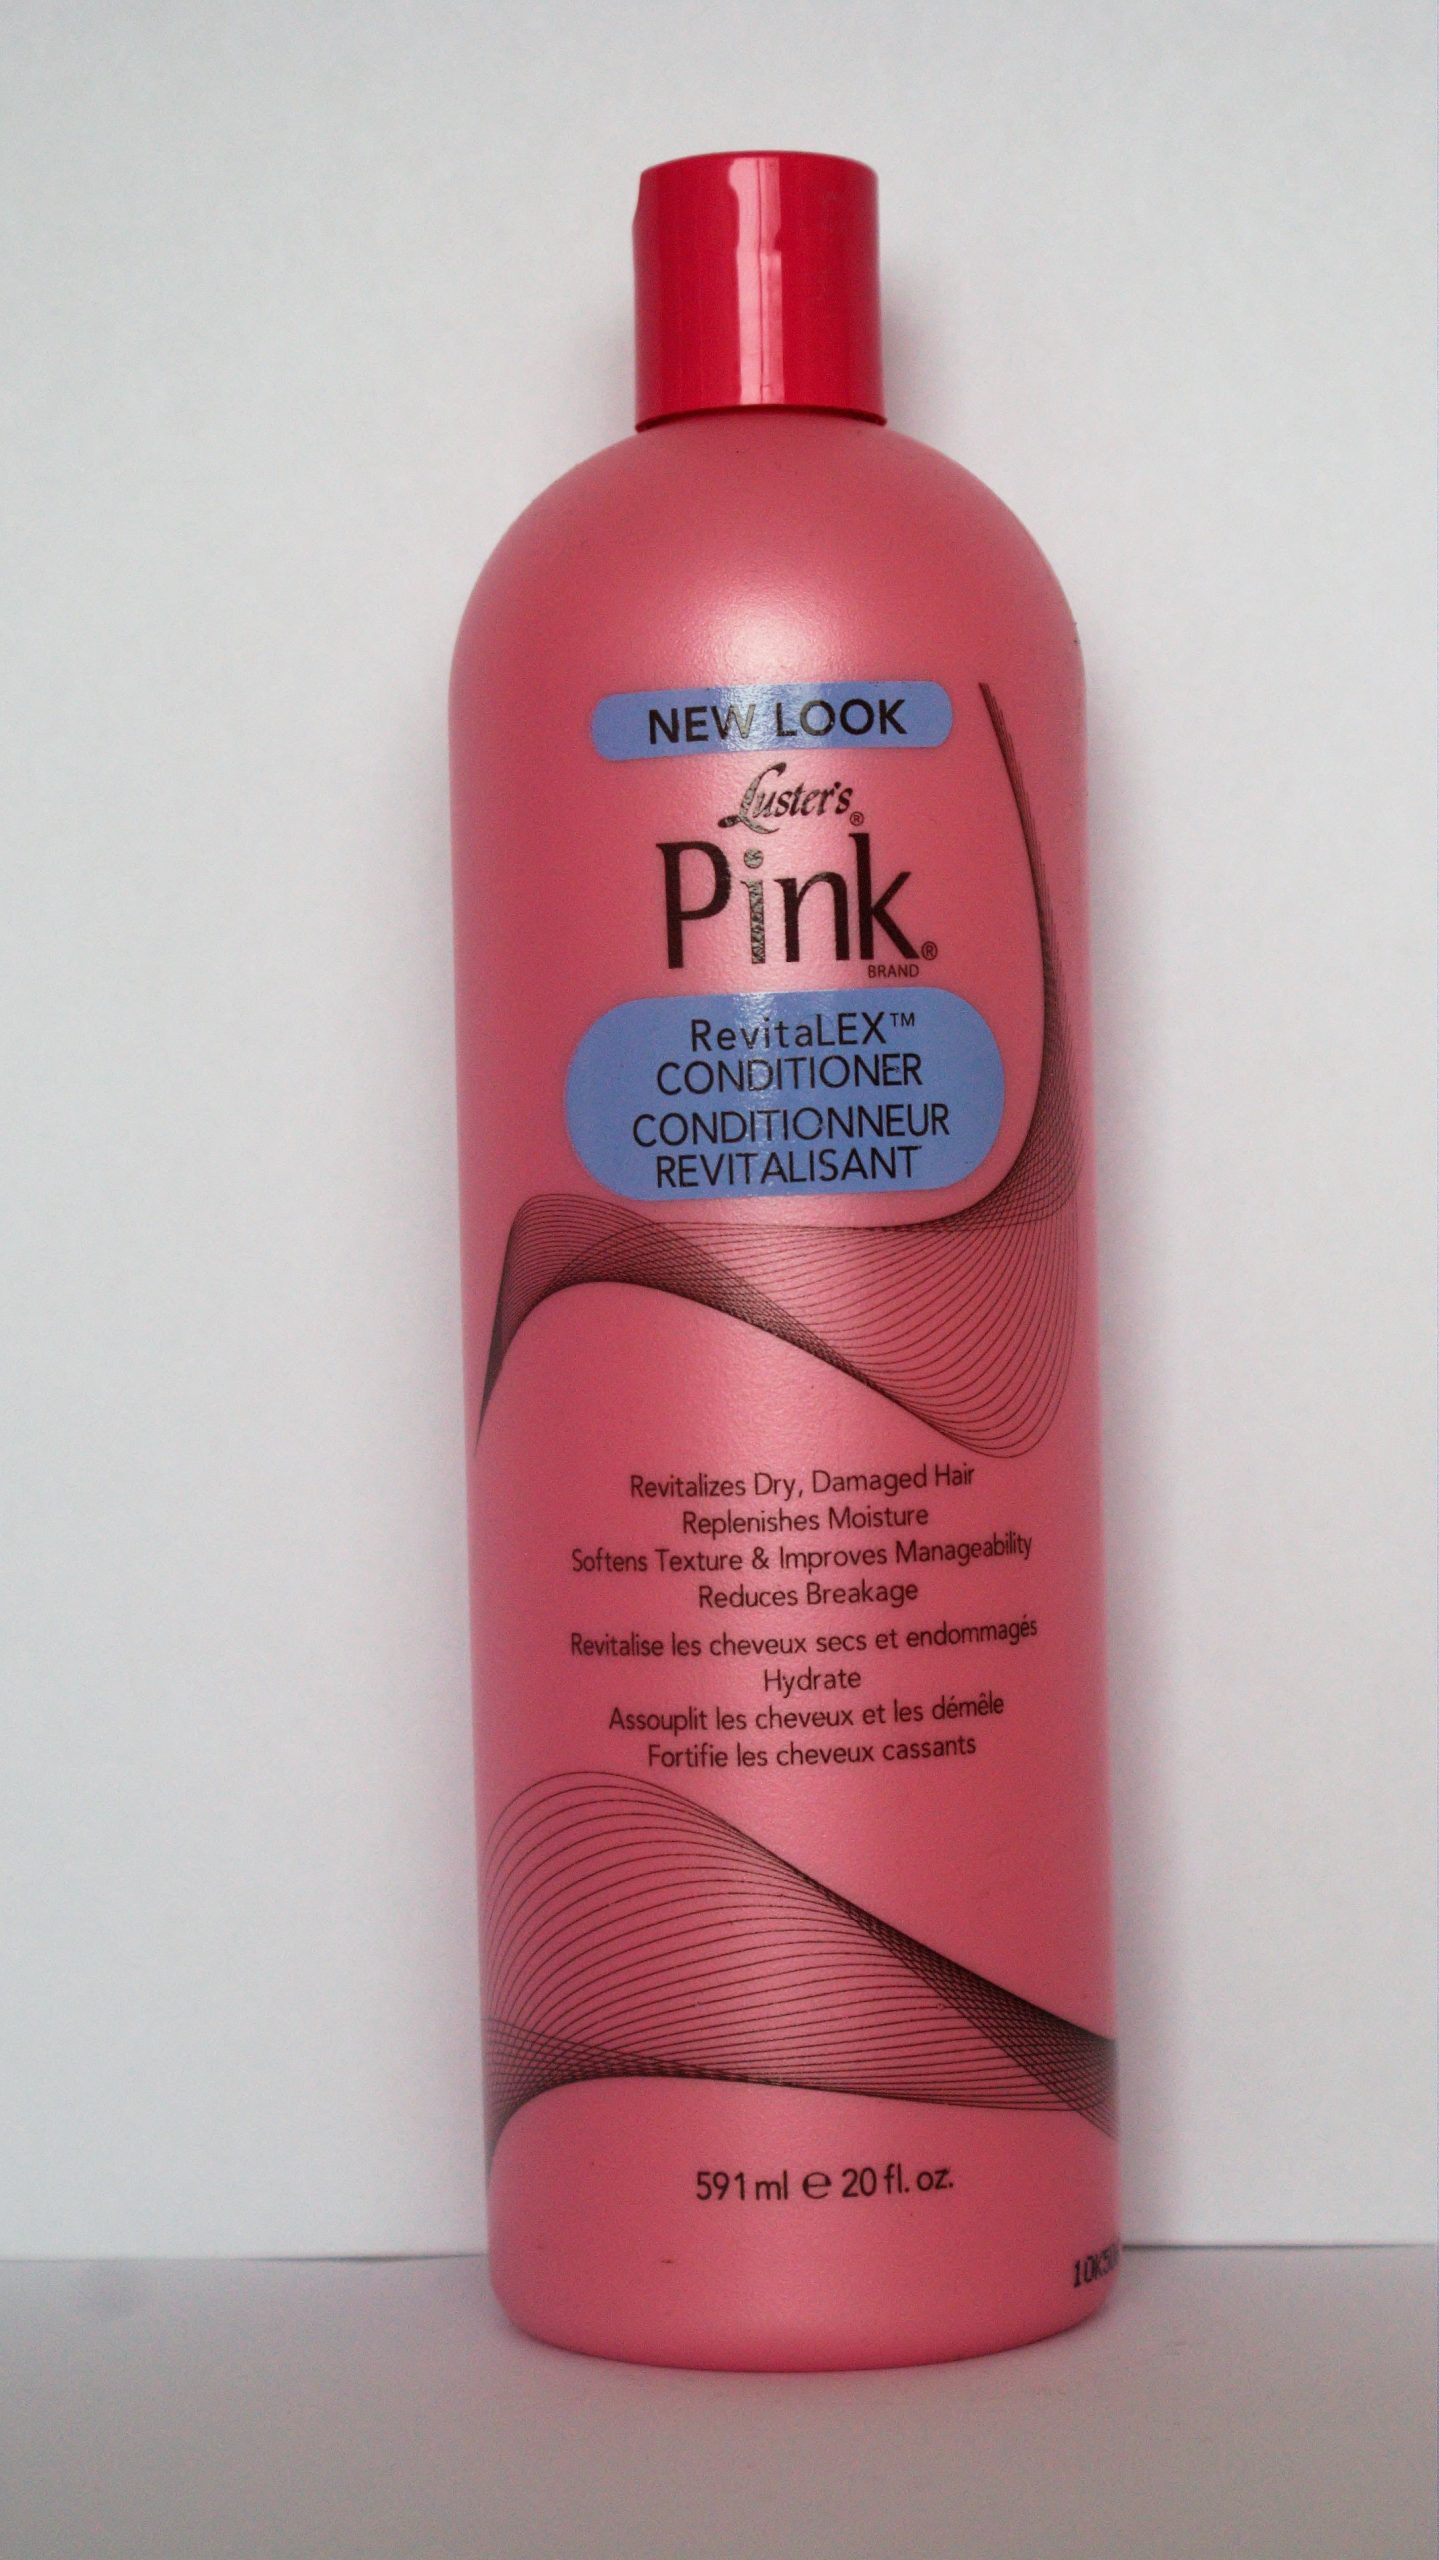 NEW LOOK
Luster's®
Pink®
BRAND
RevitaLEX™
CONDITIONER
CONDITIONNEUR
REVITALISANT
Revitalizes Dry, Damaged Hair
Replenishes Moisture
Softens Texture & Improves Manageability
Reduces Breakage
Revitalise les cheveux secs et endommagés
Hydrate
Assouplit les cheveux et les démêle
Fortifie les cheveux cassants
591 ml ℮ 20 fl. oz.